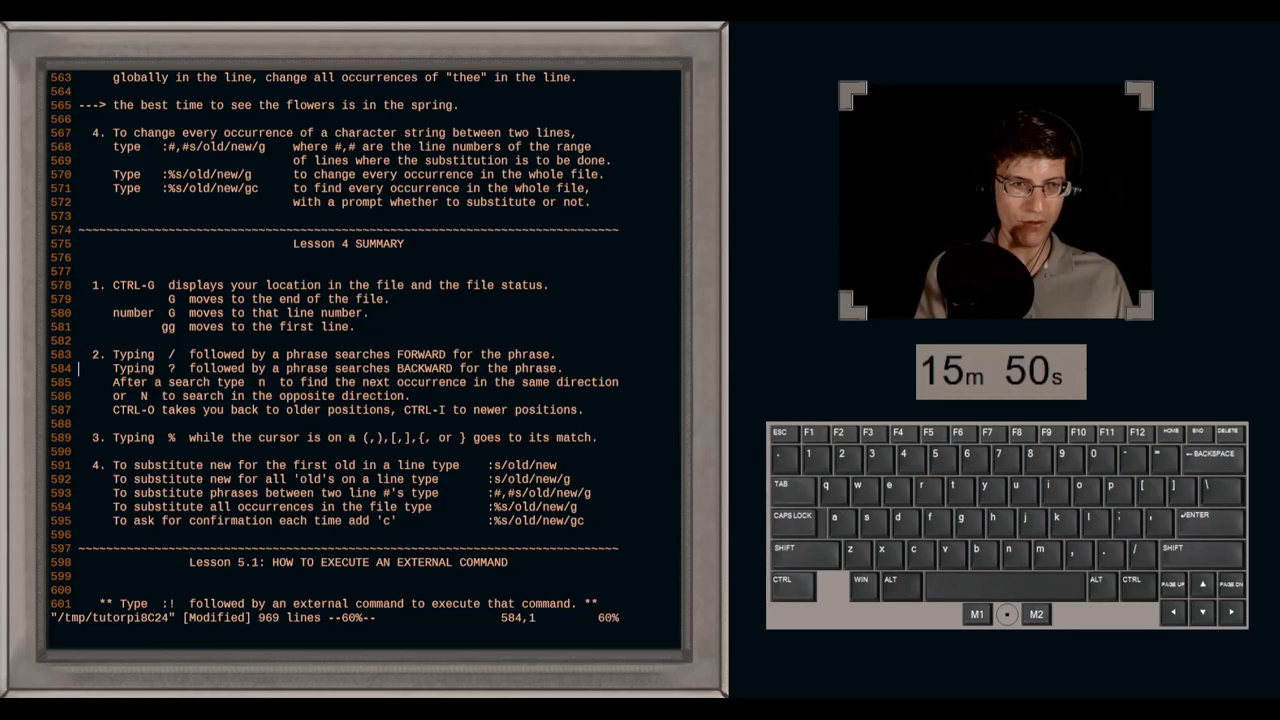 563 globally in the line, change all occurrences of "thee" in the line.
564
565 ---> the best time to see the flowers is in the spring.
566
567 4. To change every occurrence of a character string between two lines,
568 type :#,#s/old/new/g where #,# are the line numbers of the range
569 of lines where the substitution is to be done.
570 Type :%s/old/new/g to change every occurrence in the whole file.
571 Type :%s/old/new/gc to find every occurrence in the whole file,
572 with a prompt whether to substitute or not.
573
574 ~~~~~~~~~~~~~~~~~~~~~~~~~~~~~~~~~~~~~~~~~~~~~~~~~~~~~~~~~~~~~~~~~~~~~~~~~~~~~~
575 Lesson 4 SUMMARY
576
577
578 1. CTRL-G displays your location in the file and the file status.
579 G moves to the end of the file.
580 number G moves to that line number.
581 gg moves to the first line.
582
583 2. Typing / followed by a phrase searches FORWARD for the phrase.
584 Typing ? followed by a phrase searches BACKWARD for the phrase.
585 After a search type n to find the next occurrence in the same direction
586 or N to search in the opposite direction.
587 CTRL-O takes you back to older positions, CTRL-I to newer positions.
588
589 3. Typing % while the cursor is on a (,),[,],{, or } goes to its match.
590
591 4. To substitute new for the first old in a line type :s/old/new
592 To substitute new for all 'old's on a line type :s/old/new/g
593 To substitute phrases between two line #'s type :#,#s/old/new/g
594 To substitute all occurrences in the file type :%s/old/new/g
595 To ask for confirmation each time add 'c' :%s/old/new/gc
596
597 ~~~~~~~~~~~~~~~~~~~~~~~~~~~~~~~~~~~~~~~~~~~~~~~~~~~~~~~~~~~~~~~~~~~~~~~~~~~~~~
598 Lesson 5.1: HOW TO EXECUTE AN EXTERNAL COMMAND
599
600
601 ** Type :! followed by an external command to execute that command. **
"/tmp/tutorpi8C24" [Modified] 969 lines --60%-- 584,1 60%
15m 50s
ESC F1 F2 F3 F4 F5 F6 F7 F8 F9 F10 F11 F12 HOME END DELETE
. 1 2 3 4 5 6 7 8 9 0 - = ←BACKSPACE
TAB q w e r t y u i o p [ ] \
CAPS LOCK a s d f g h j k l ; , ↵ENTER
SHIFT z x c v b n m , . / SHIFT
CTRL WIN ALT ALT CTRL PAGE UP ▲ PAGE DN
M1 M2 ◄ ▼ ►